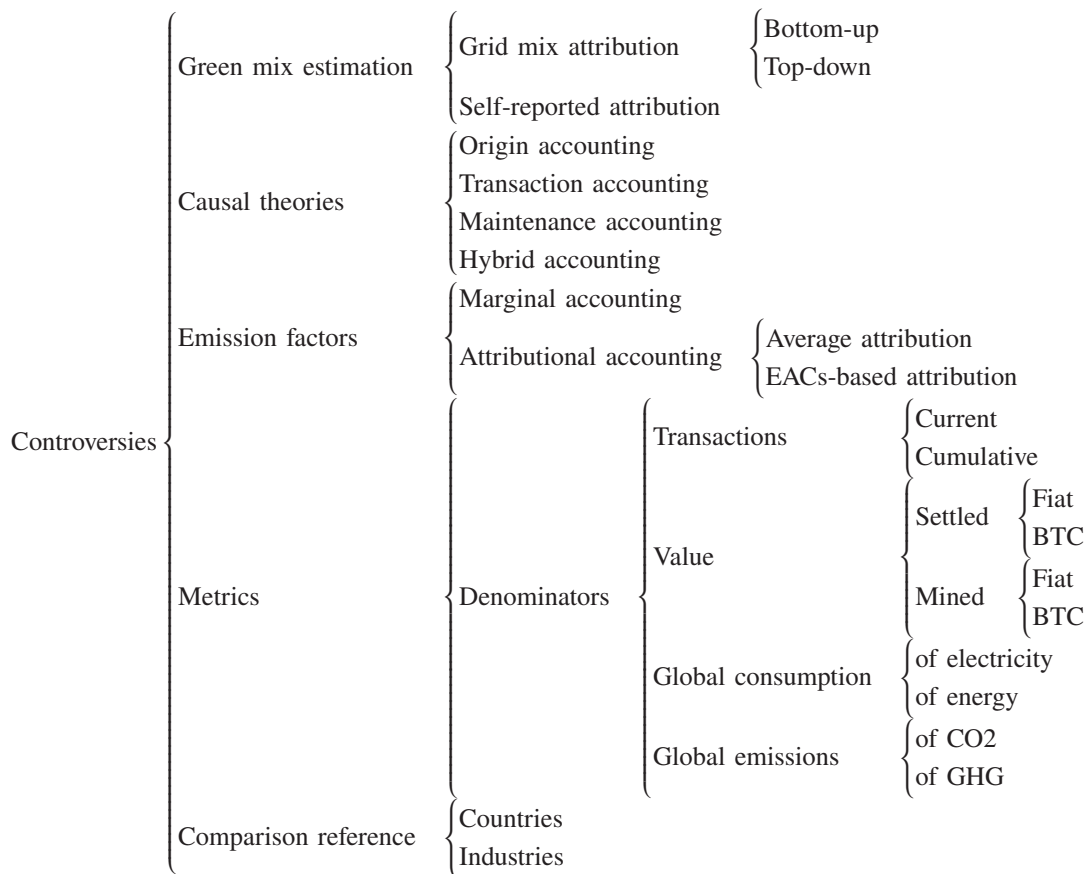 Controversies
Green mix estimation
Grid mix attribution
Bottom-up
Top-down
Self-reported attribution
Causal theories
Origin accounting
Transaction accounting
Maintenance accounting
Hybrid accounting
Emission factors
Marginal accounting
Attributional accounting
Average attribution
EACs-based attribution
Metrics
Denominators
Transactions
Current
Cumulative
Value
Settled
Fiat
BTC
Mined
Fiat
BTC
Global consumption
of electricity
of energy
Global emissions
of CO2
of GHG
Comparison reference
Countries
Industries